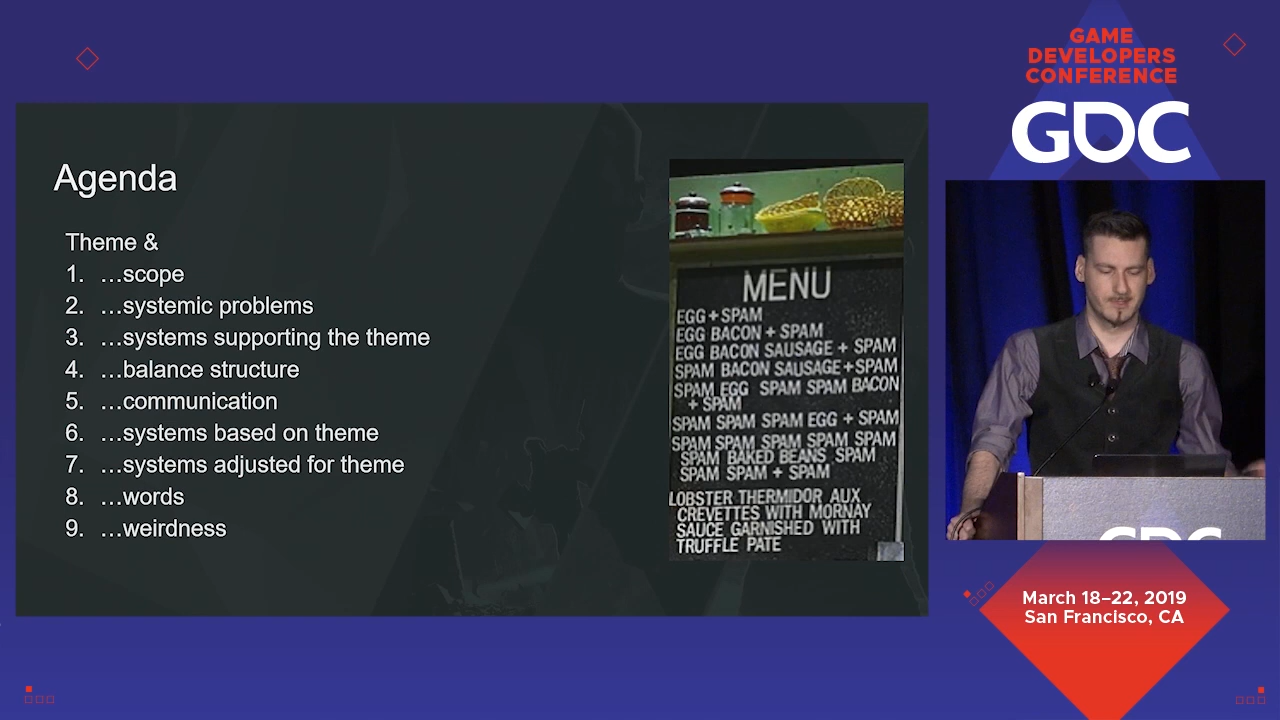 GAME
DEVELOPERS
CONFERENCE
GDC
Agenda
Theme &
1. …scope
2. …systemic problems
3. …systems supporting the theme
4. …balance structure
5. …communication
6. …systems based on theme
7. …systems adjusted for theme
8. …words
9. …weirdness
MENU
EGG + SPAM
EGG BACON + SPAM
EGG BACON SAUSAGE + SPAM
SPAM BACON SAUSAGE + SPAM
SPAM EGG SPAM SPAM BACON
+ SPAM
SPAM SPAM SPAM EGG + SPAM
SPAM SPAM SPAM SPAM SPAM
SPAM BAKED BEANS SPAM
SPAM SPAM + SPAM
LOBSTER THERMIDOR AUX
CREVETTES WITH MORNAY
SAUCE GARNISHED WITH
TRUFFLE PATE
GDC
March 18–22, 2019
San Francisco, CA